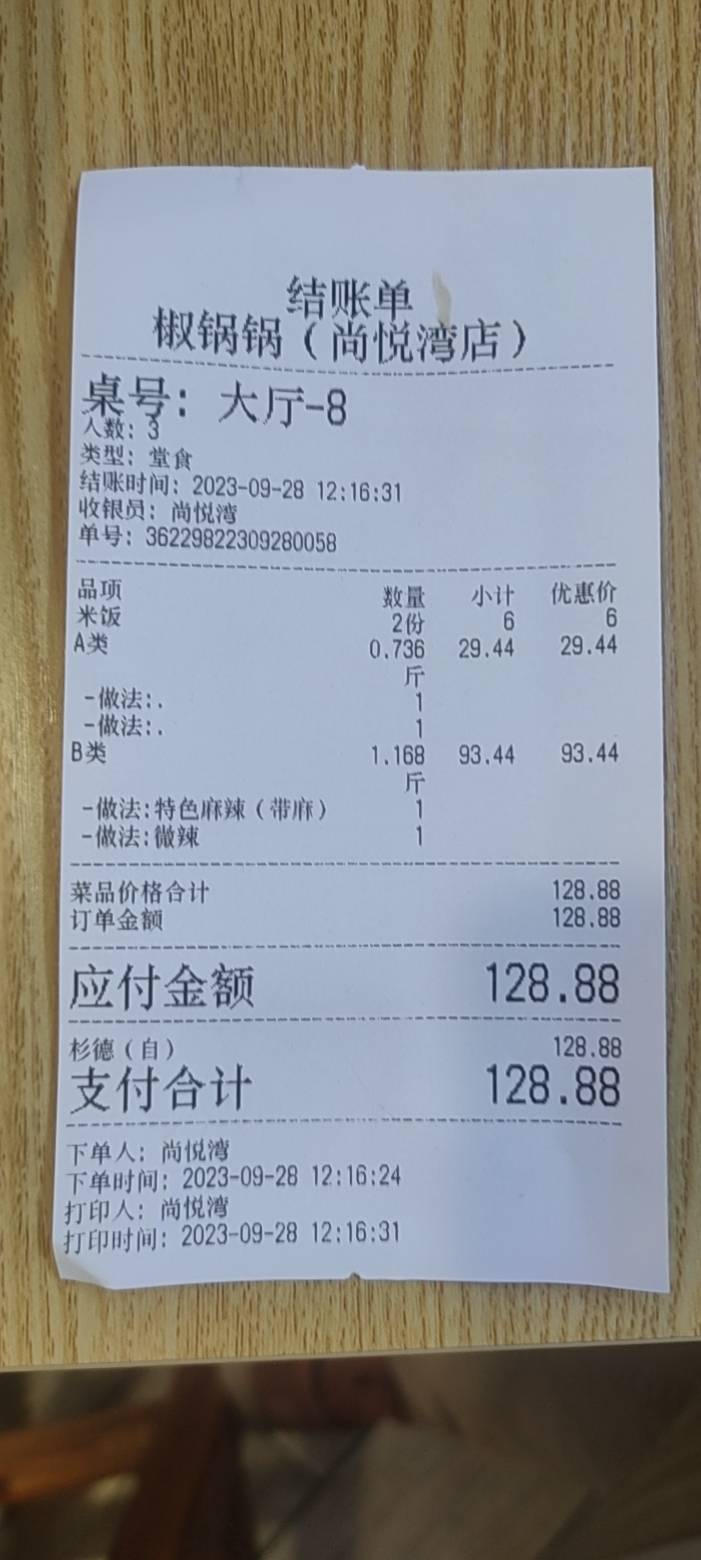 结账单
椒锅锅（尚悦湾店）
桌号: 大厅-8
人数: 3
类型: 堂食
结账时间: 2023-09-28 12:16:31
收银员: 尚悦湾
单号: 36229822309280058
品项 数量 小计 优惠价
米饭 2份 6 6
A类 0.736 29.44 29.44
斤
-做法:. 1
-做法:. 1
B类 1.168 93.44 93.44
斤
-做法:特色麻辣（带麻） 1
-做法:微辣 1
菜品价格合计 128.88
订单金额 128.88
应付金额 128.88
杉德（自） 128.88
支付合计 128.88
下单人: 尚悦湾
下单时间: 2023-09-28 12:16:24
打印人: 尚悦湾
打印时间: 2023-09-28 12:16:31